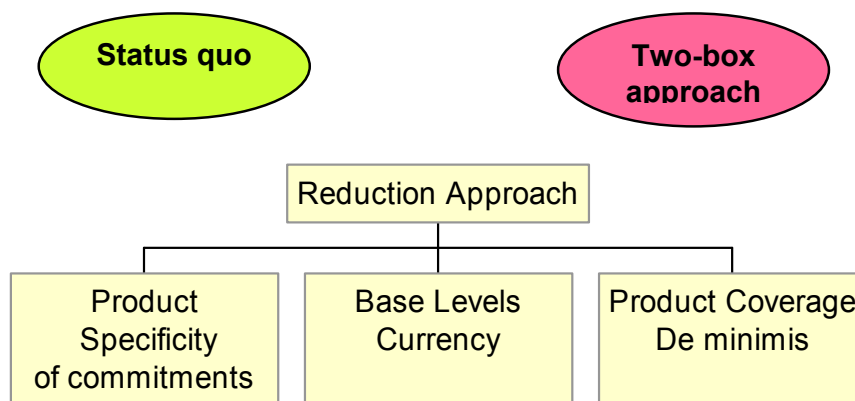 Status quo
Two-box
approach
Reduction Approach
Product
Specificity
of commitments
Base Levels
Currency
Product Coverage
De minimis